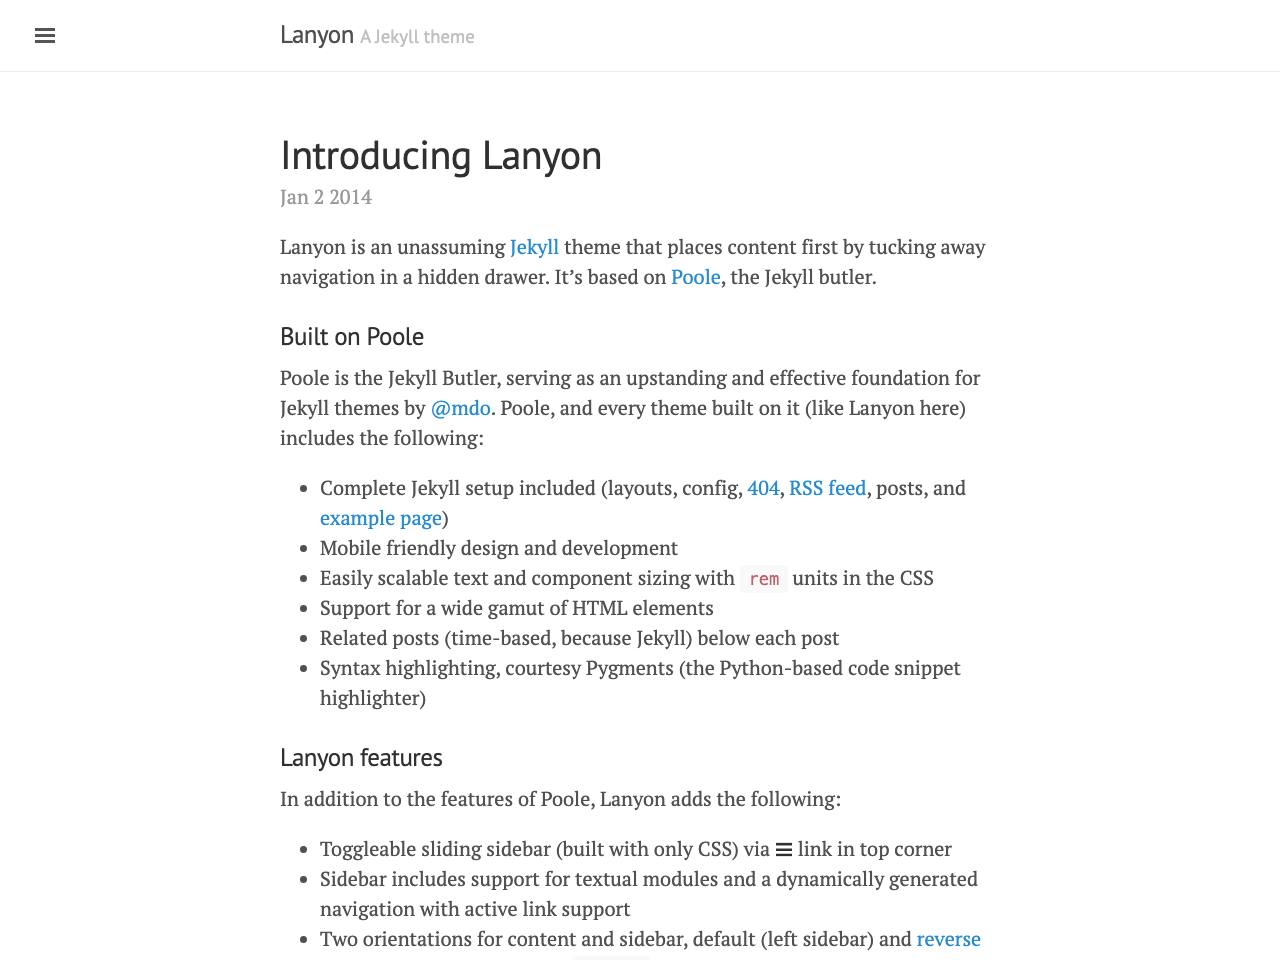 Lanyon A Jekyll theme
Introducing Lanyon
Jan 2 2014
Lanyon is an unassuming Jekyll theme that places content first by tucking away
navigation in a hidden drawer. It’s based on Poole, the Jekyll butler.
Built on Poole
Poole is the Jekyll Butler, serving as an upstanding and effective foundation for
Jekyll themes by @mdo. Poole, and every theme built on it (like Lanyon here)
includes the following:
• Complete Jekyll setup included (layouts, config, 404, RSS feed, posts, and
example page)
• Mobile friendly design and development
• Easily scalable text and component sizing with rem units in the CSS
• Support for a wide gamut of HTML elements
• Related posts (time-based, because Jekyll) below each post
• Syntax highlighting, courtesy Pygments (the Python-based code snippet
highlighter)
Lanyon features
In addition to the features of Poole, Lanyon adds the following:
• Toggleable sliding sidebar (built with only CSS) via ☰ link in top corner
• Sidebar includes support for textual modules and a dynamically generated
navigation with active link support
• Two orientations for content and sidebar, default (left sidebar) and reverse